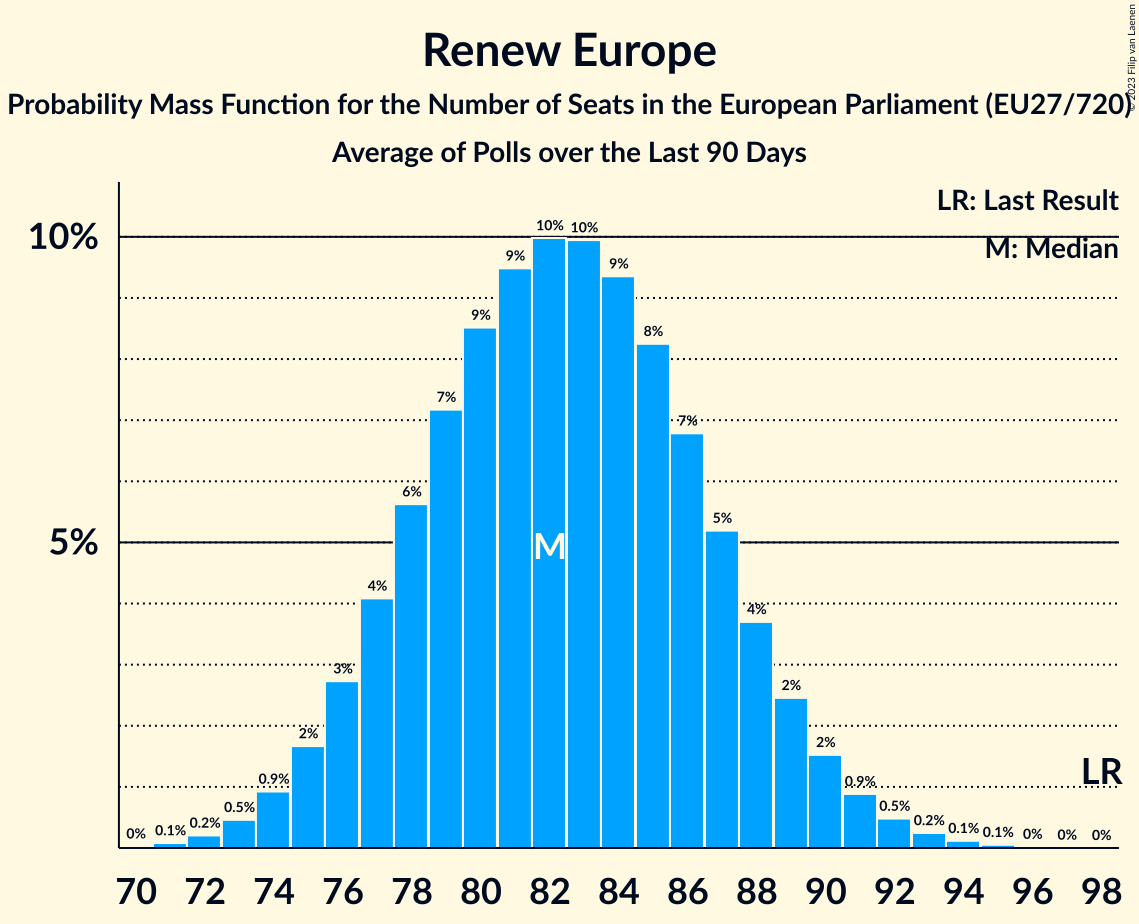 Renew Europe
Probability Mass Function for the Number of Seats in the European Parliament (EU27/720)
Average of Polls over the Last 90 Days
© 2023 Filip van Laenen
LR: Last Result
M: Median
10%
5%
0% 0.1% 0.2% 0.5% 0.9% 2% 3% 4% 6% 7% 9% 9% 10% 10% 9% 8% 7% 5% 4% 2% 2% 0.9% 0.5% 0.2% 0.1% 0.1% 0% 0% 0%
M
LR
70 72 74 76 78 80 82 84 86 88 90 92 94 96 98